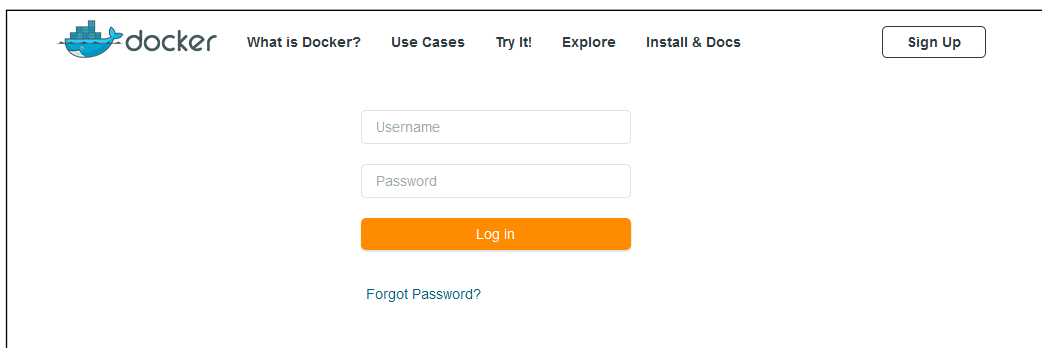 docker What is Docker? Use Cases Try It! Explore Install & Docs Sign Up
Username
Password
Log in
Forgot Password?